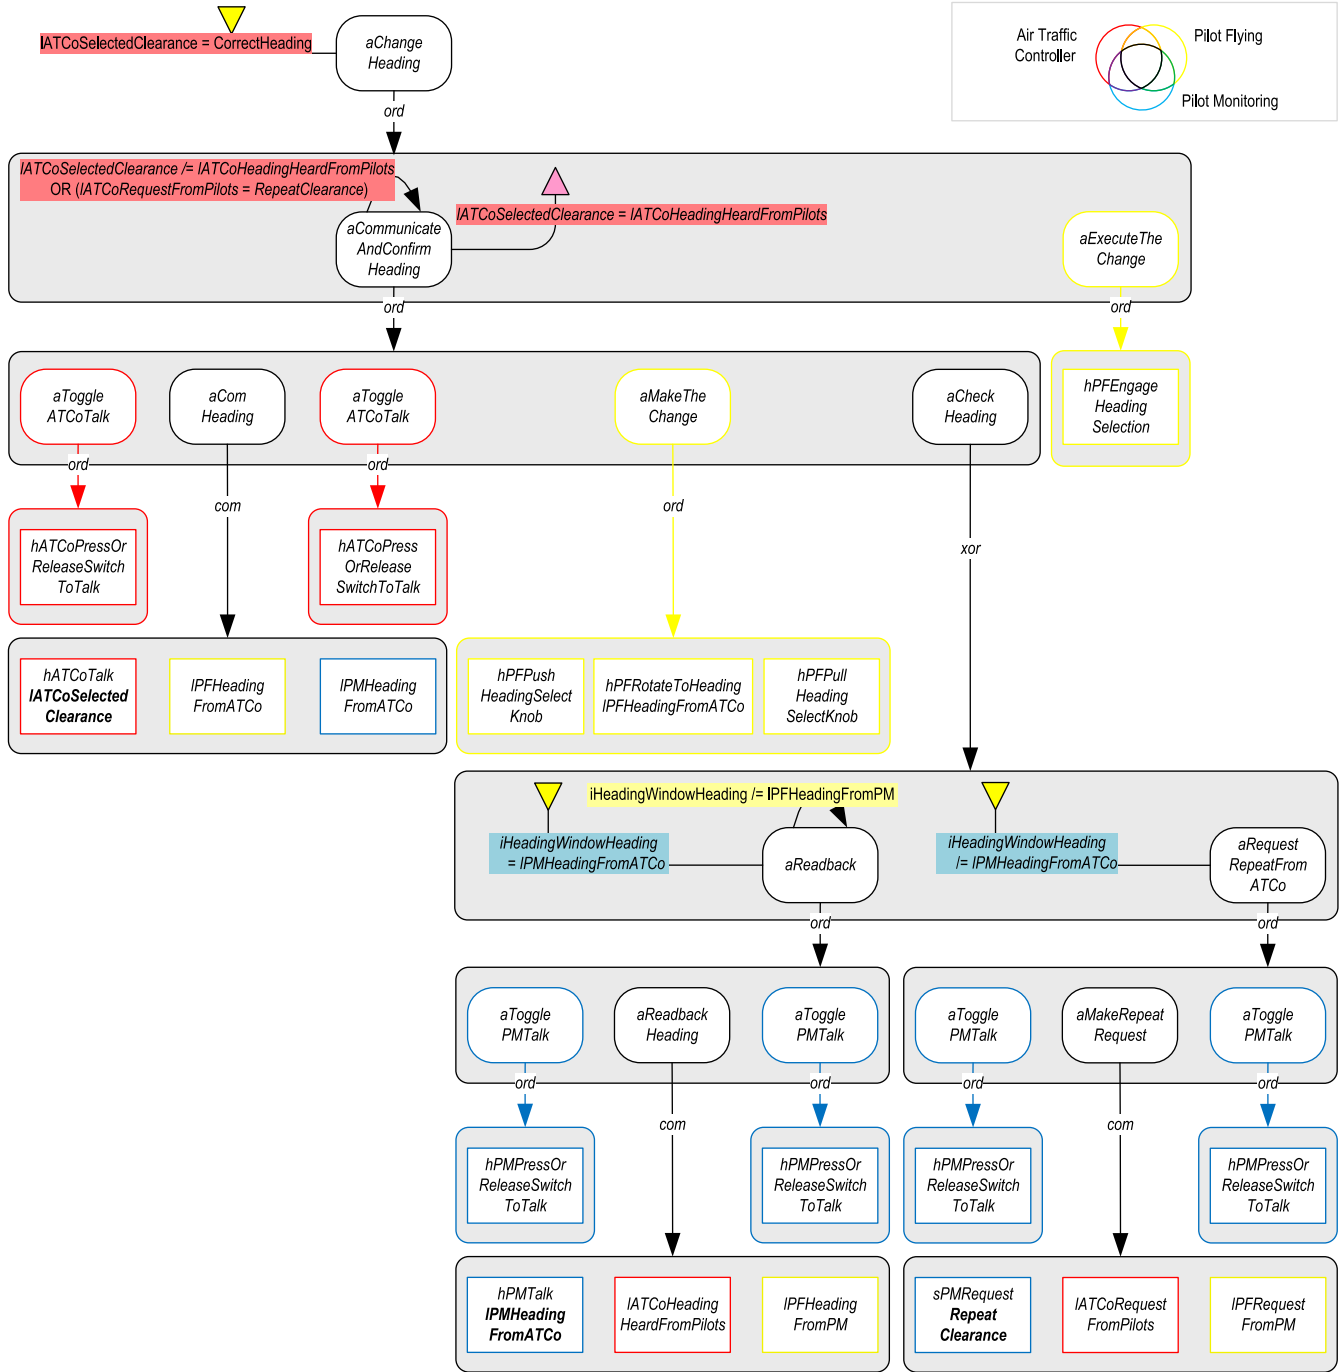 lATCoSelectedClearance = CorrectHeading
aChange
Heading
Air Traffic
Controller
Pilot Flying
Pilot Monitoring
ord
lATCoSelectedClearance /= lATCoHeadingHeardFromPilots
OR (lATCoRequestFromPilots = RepeatClearance)
lATCoSelectedClearance = lATCoHeadingHeardFromPilots
aCommunicate
AndConfirm
Heading
aExecuteThe
Change
ord
ord
aToggle
ATCoTalk
aCom
Heading
aToggle
ATCoTalk
aMakeThe
Change
aCheck
Heading
hPFEngage
Heading
Selection
ord
com
ord
ord
xor
hATCoPressOr
ReleaseSwitch
ToTalk
hATCoPress
OrRelease
SwitchToTalk
hATCoTalk
lATCoSelected
Clearance
lPFHeading
FromATCo
lPMHeading
FromATCo
hPFPush
HeadingSelect
Knob
hPFRotateToHeading
lPFHeadingFromATCo
hPFPull
Heading
SelectKnob
iHeadingWindowHeading /= lPFHeadingFromPM
iHeadingWindowHeading
= lPMHeadingFromATCo
aReadback
iHeadingWindowHeading
/= lPMHeadingFromATCo
aRequest
RepeatFrom
ATCo
ord
ord
aToggle
PMTalk
aReadback
Heading
aToggle
PMTalk
aToggle
PMTalk
aMakeRepeat
Request
aToggle
PMTalk
ord
com
ord
ord
com
ord
hPMPressOr
ReleaseSwitch
ToTalk
hPMPressOr
ReleaseSwitch
ToTalk
hPMPressOr
ReleaseSwitch
ToTalk
hPMPressOr
ReleaseSwitch
ToTalk
hPMTalk
lPMHeading
FromATCo
lATCoHeading
HeardFromPilots
lPFHeading
FromPM
sPMRequest
Repeat
Clearance
lATCoRequest
FromPilots
lPFRequest
FromPM